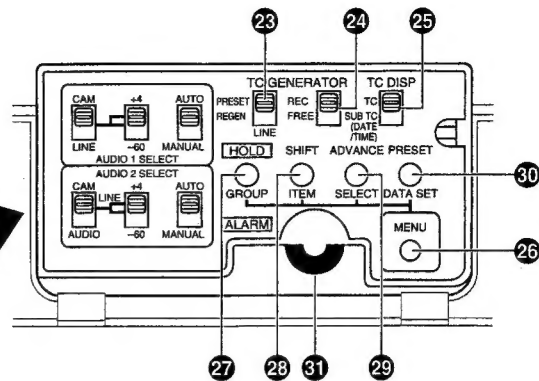 23 24 25
TC GENERATOR TC DISP
CAM +4 AUTO
PRESET REC TC
REGEN FREE SUB TC
LINE (DATE
/TIME)
LINE –60 MANUAL
AUDIO 1 SELECT
HOLD SHIFT ADVANCE PRESET
30
AUDIO 2 SELECT
CAM LINE +4 AUTO
GROUP ITEM SELECT DATA SET
AUDIO –60 MANUAL
ALARM
MENU
26
27 28 31 29